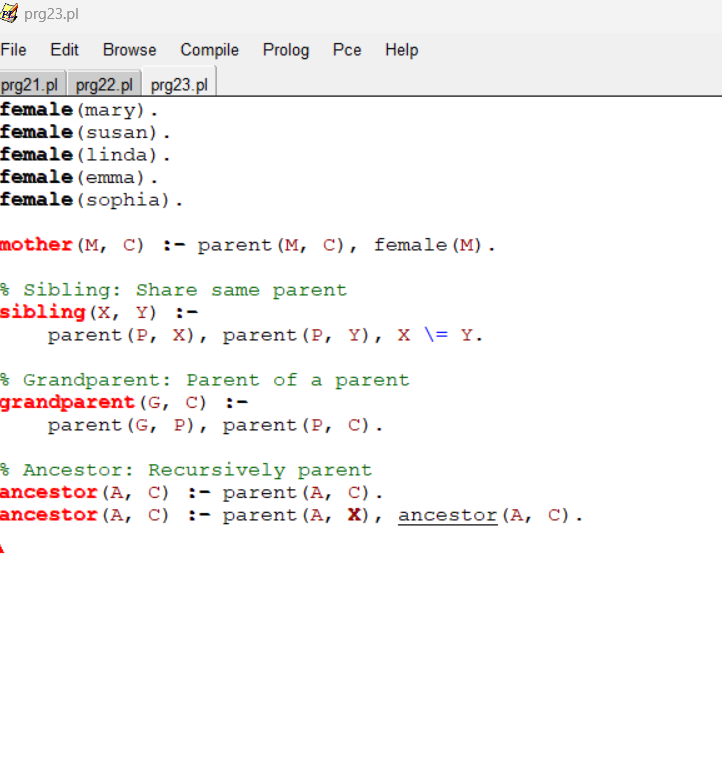 prg23.pl
File Edit Browse Compile Prolog Pce Help
prg21.pl prg22.pl prg23.pl
female(mary).
female(susan).
female(linda).
female(emma).
female(sophia).
mother(M, C) :- parent(M, C), female(M).
% Sibling: Share same parent
sibling(X, Y) :-
    parent(P, X), parent(P, Y), X \= Y.
% Grandparent: Parent of a parent
grandparent(G, C) :-
    parent(G, P), parent(P, C).
% Ancestor: Recursively parent
ancestor(A, C) :- parent(A, C).
ancestor(A, C) :- parent(A, X), ancestor(A, C).